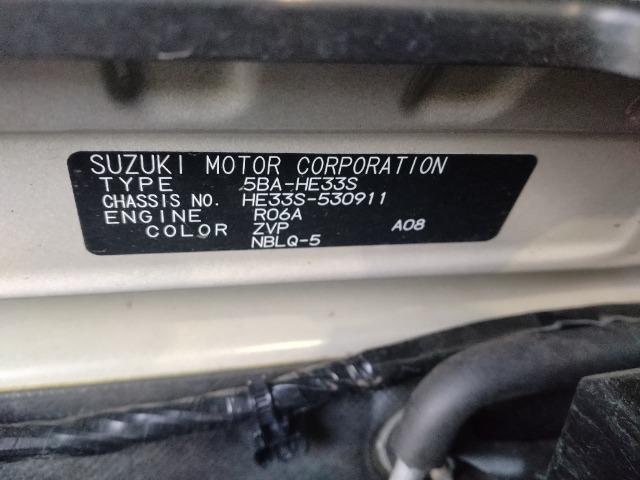 SUZUKI MOTOR CORPORATION
TYPE 5BA-HE33S
CHASSIS NO. HE33S-530911
ENGINE R06A
COLOR ZVP A08
NBLQ-5